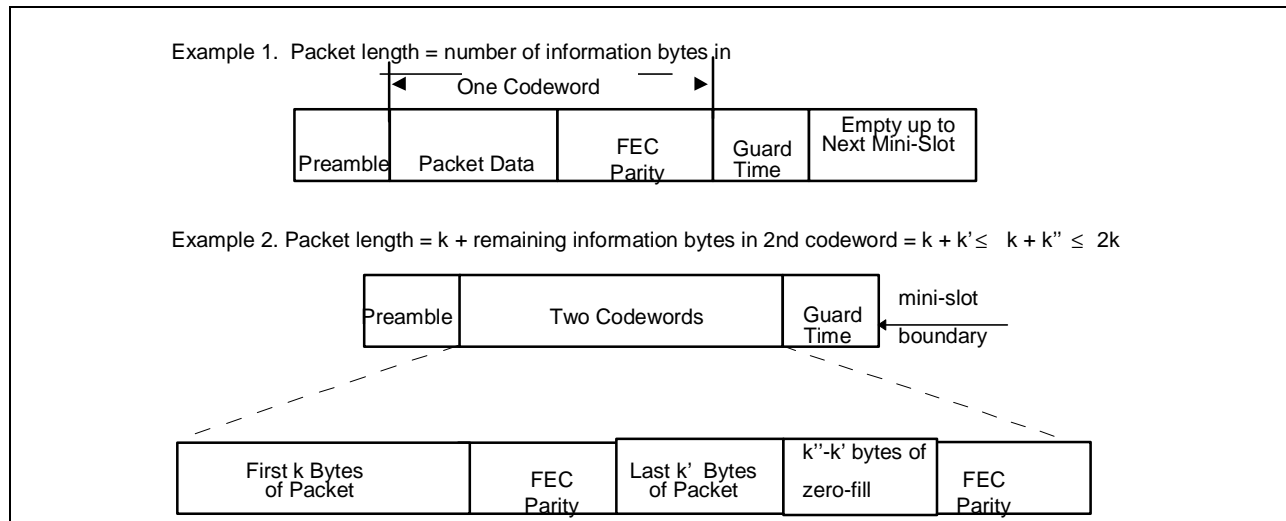 Example 1.  Packet length = number of information bytes in
One Codeword
Preamble
Packet Data
FEC
Parity
Guard
Time
Empty up to
Next Mini-Slot
Example 2. Packet length = k + remaining information bytes in 2nd codeword = k + k’ ≤  k + k’’ ≤  2k
Preamble
Two Codewords
Guard
Time
mini-slot
boundary
First k Bytes
of Packet
FEC
Parity
Last k’  Bytes
of Packet
k’’-k’ bytes of
zero-fill
FEC
Parity